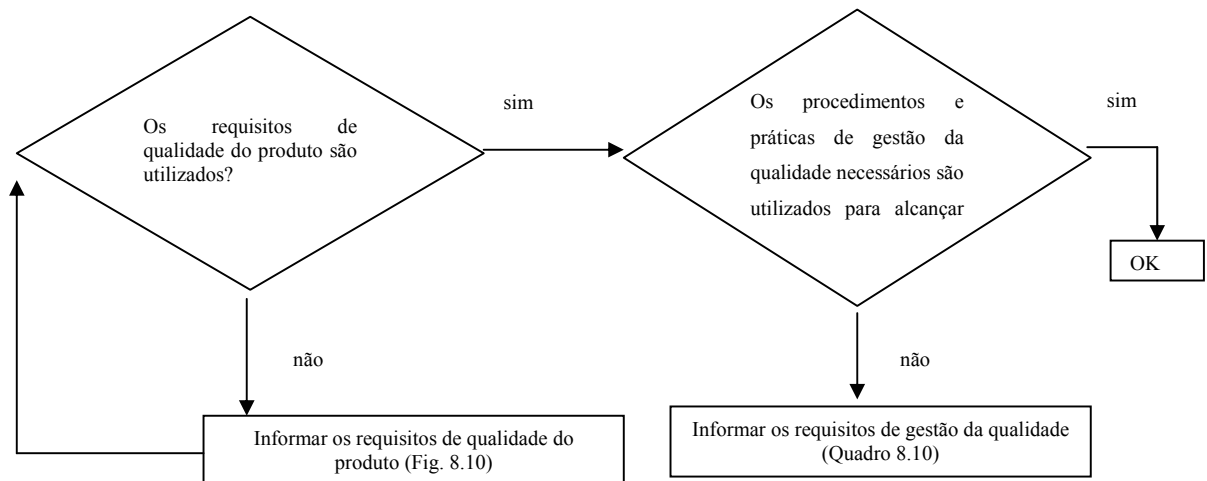 Os requisitos de
qualidade do produto são
utilizados?
sim
Os procedimentos e
práticas de gestão da
qualidade necessários são
utilizados para alcançar
sim
OK
não
não
Informar os requisitos de qualidade do
produto (Fig. 8.10)
Informar os requisitos de gestão da qualidade
(Quadro 8.10)